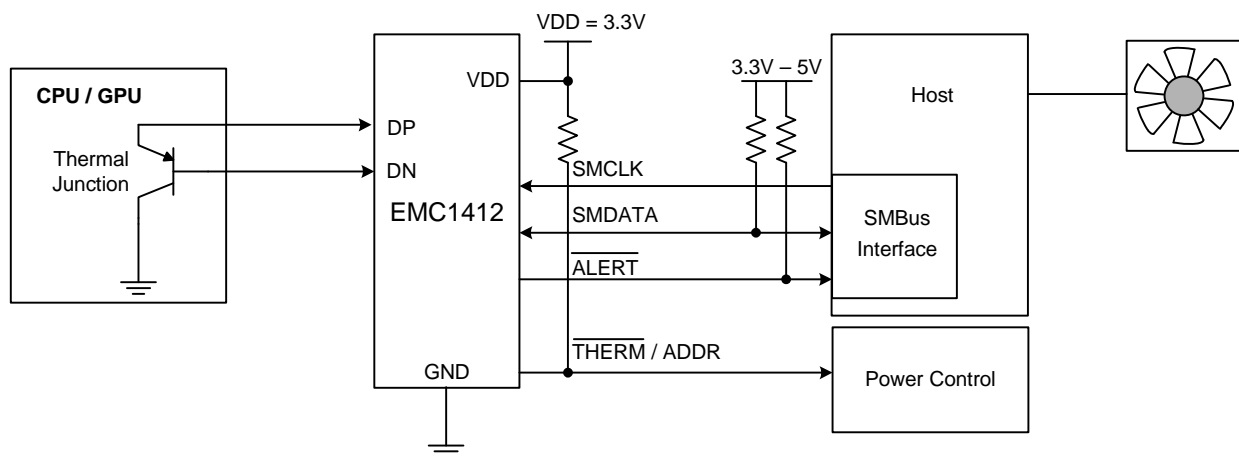 VDD = 3.3V
VDD
3.3V – 5V
CPU / GPU
Host
DP
Thermal
Junction
DN
SMCLK
EMC1412
SMDATA
SMBus
Interface
ALERT
THERM / ADDR
GND
Power Control